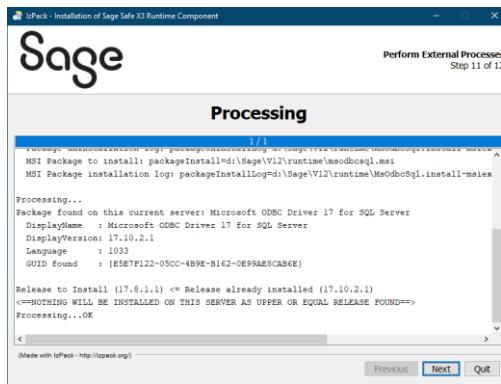 IzPack - Installation of Sage Safe X3 Runtime Component
Sage
Perform External Processes
Step 11 of 12
Processing
1 / 1
MSI Package to install: packageInstall=d:\Sage\V12\runtime\msodbcsql.msi
MSI Package installation log: packageInstallLog=d:\Sage\V12\runtime\MsOdbcSql.install-msiex
Processing...
Package found on this current server: Microsoft ODBC Driver 17 for SQL Server
DisplayName : Microsoft ODBC Driver 17 for SQL Server
DisplayVersion: 17.10.2.1
Language : 1033
GUID found : {E5E7F122-05CC-4B9E-B162-0E99AE8CAB6E}
Release to Install (17.8.1.1) <= Release already installed (17.10.2.1)
<==NOTHING WILL BE INSTALLED ON THIS SERVER AS UPPER OR EQUAL RELEASE FOUND==>
Processing...OK
(Made with IzPack - http://izpack.org/)
Previous
Next
Quit